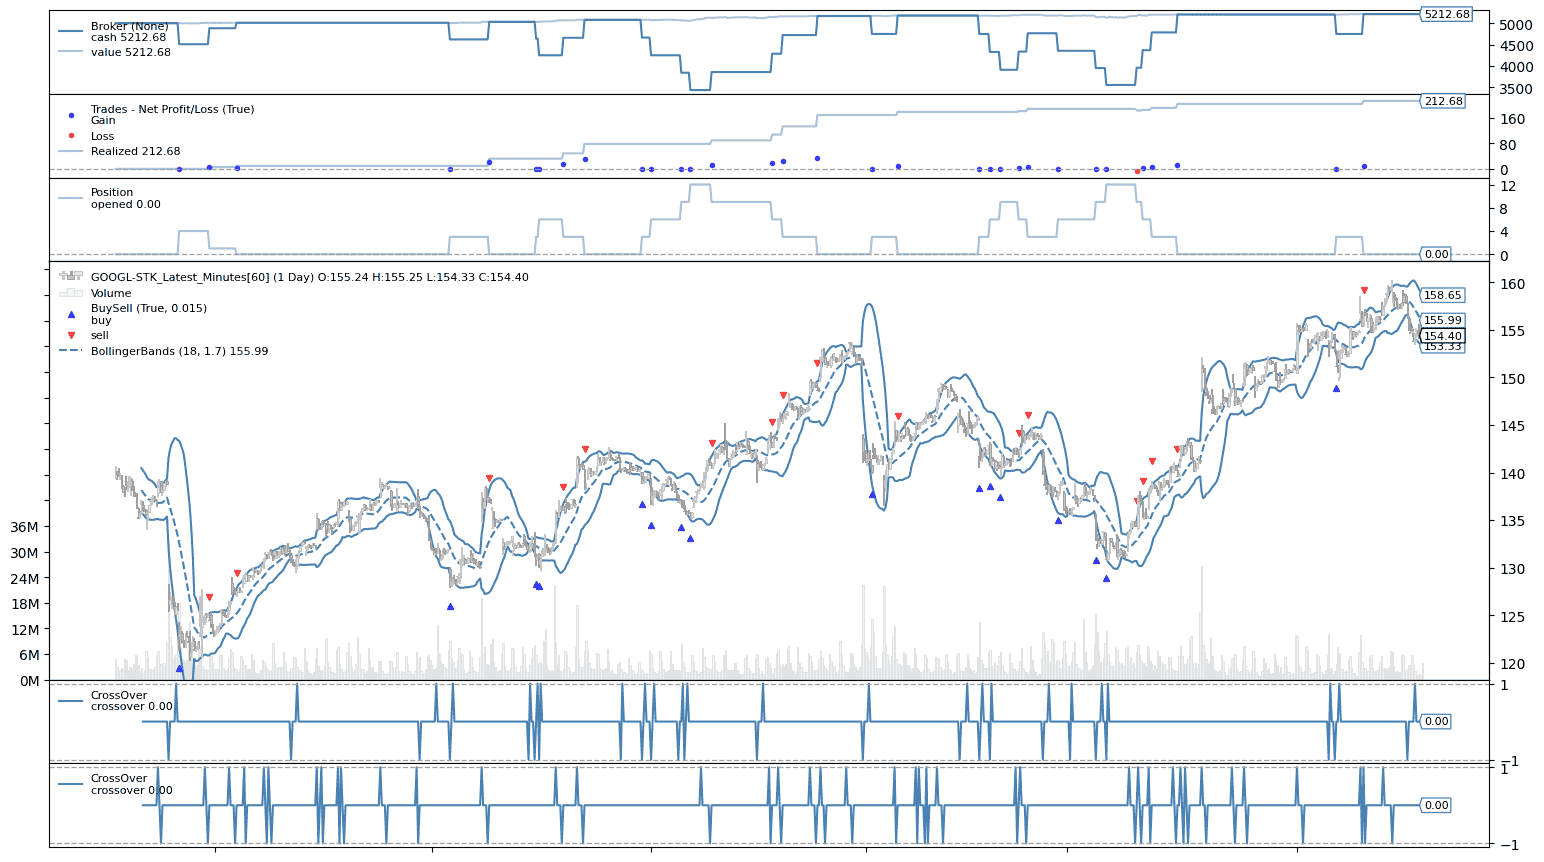 Broker (None)
cash 5212.68
value 5212.68
5212.68
5000
4500
4000
3500
Trades - Net Profit/Loss (True)
Gain
Loss
Realized 212.68
212.68
160
80
0
Position
opened 0.00
12
8
4
0.00
0
GOOGL-STK_Latest_Minutes[60] (1 Day) O:155.24 H:155.25 L:154.33 C:154.40
Volume
BuySell (True, 0.015)
buy
sell
BollingerBands (18, 1.7) 155.99
158.65
155.99
154.40
153.33
160
155
150
145
140
135
130
125
120
36M
30M
24M
18M
12M
6M
0M
CrossOver
crossover 0.00
1
0.00
−1
CrossOver
crossover 0.00
1
0.00
−1